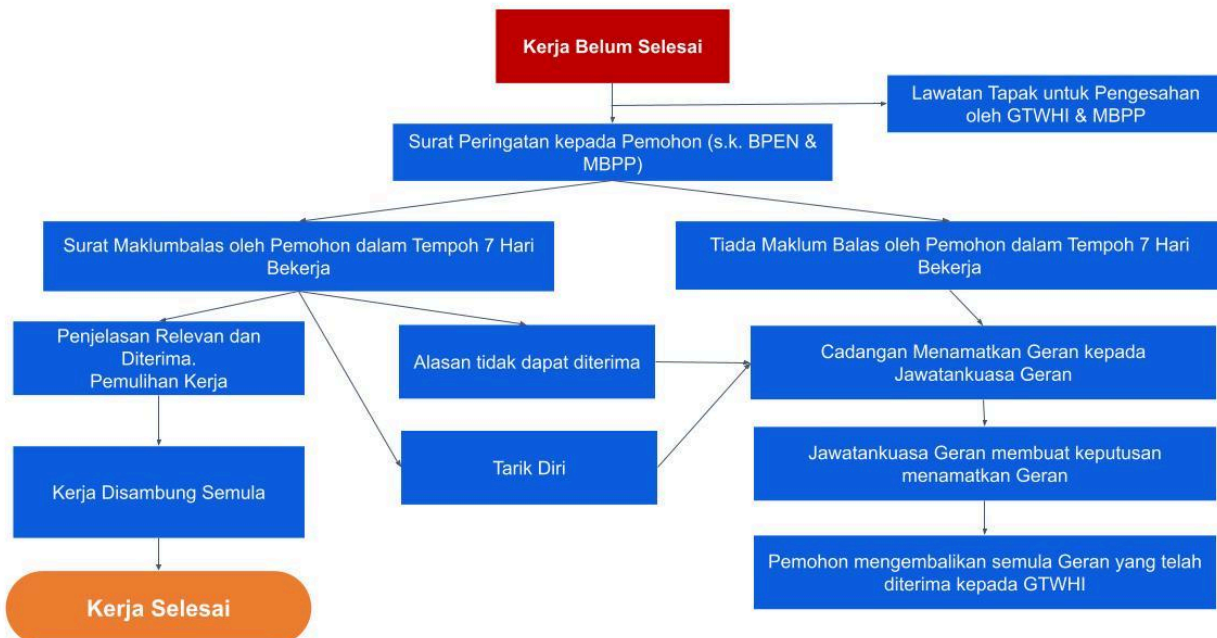 Kerja Belum Selesai
Lawatan Tapak untuk Pengesahan
oleh GTWHI & MBPP
Surat Peringatan kepada Pemohon (s.k. BPEN &
MBPP)
Surat Maklumbalas oleh Pemohon dalam Tempoh 7 Hari
Bekerja
Tiada Maklum Balas oleh Pemohon dalam Tempoh 7 Hari
Bekerja
Penjelasan Relevan dan
Diterima.
Pemulihan Kerja
Alasan tidak dapat diterima
Cadangan Menamatkan Geran kepada
Jawatankuasa Geran
Kerja Disambung Semula
Tarik Diri
Jawatankuasa Geran membuat keputusan
menamatkan Geran
Pemohon mengembalikan semula Geran yang telah
diterima kepada GTWHI
Kerja Selesai